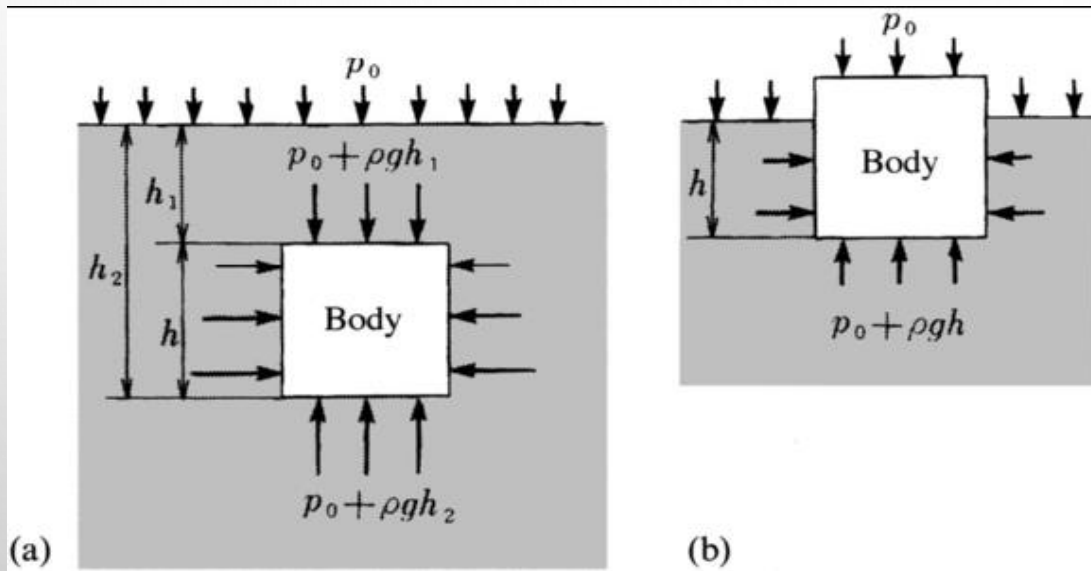 p₀
p₀ + ρgh₁
h₁
h₂
h
Body
p₀ + ρgh₂
(a)
p₀
h
Body
p₀ + ρgh
(b)